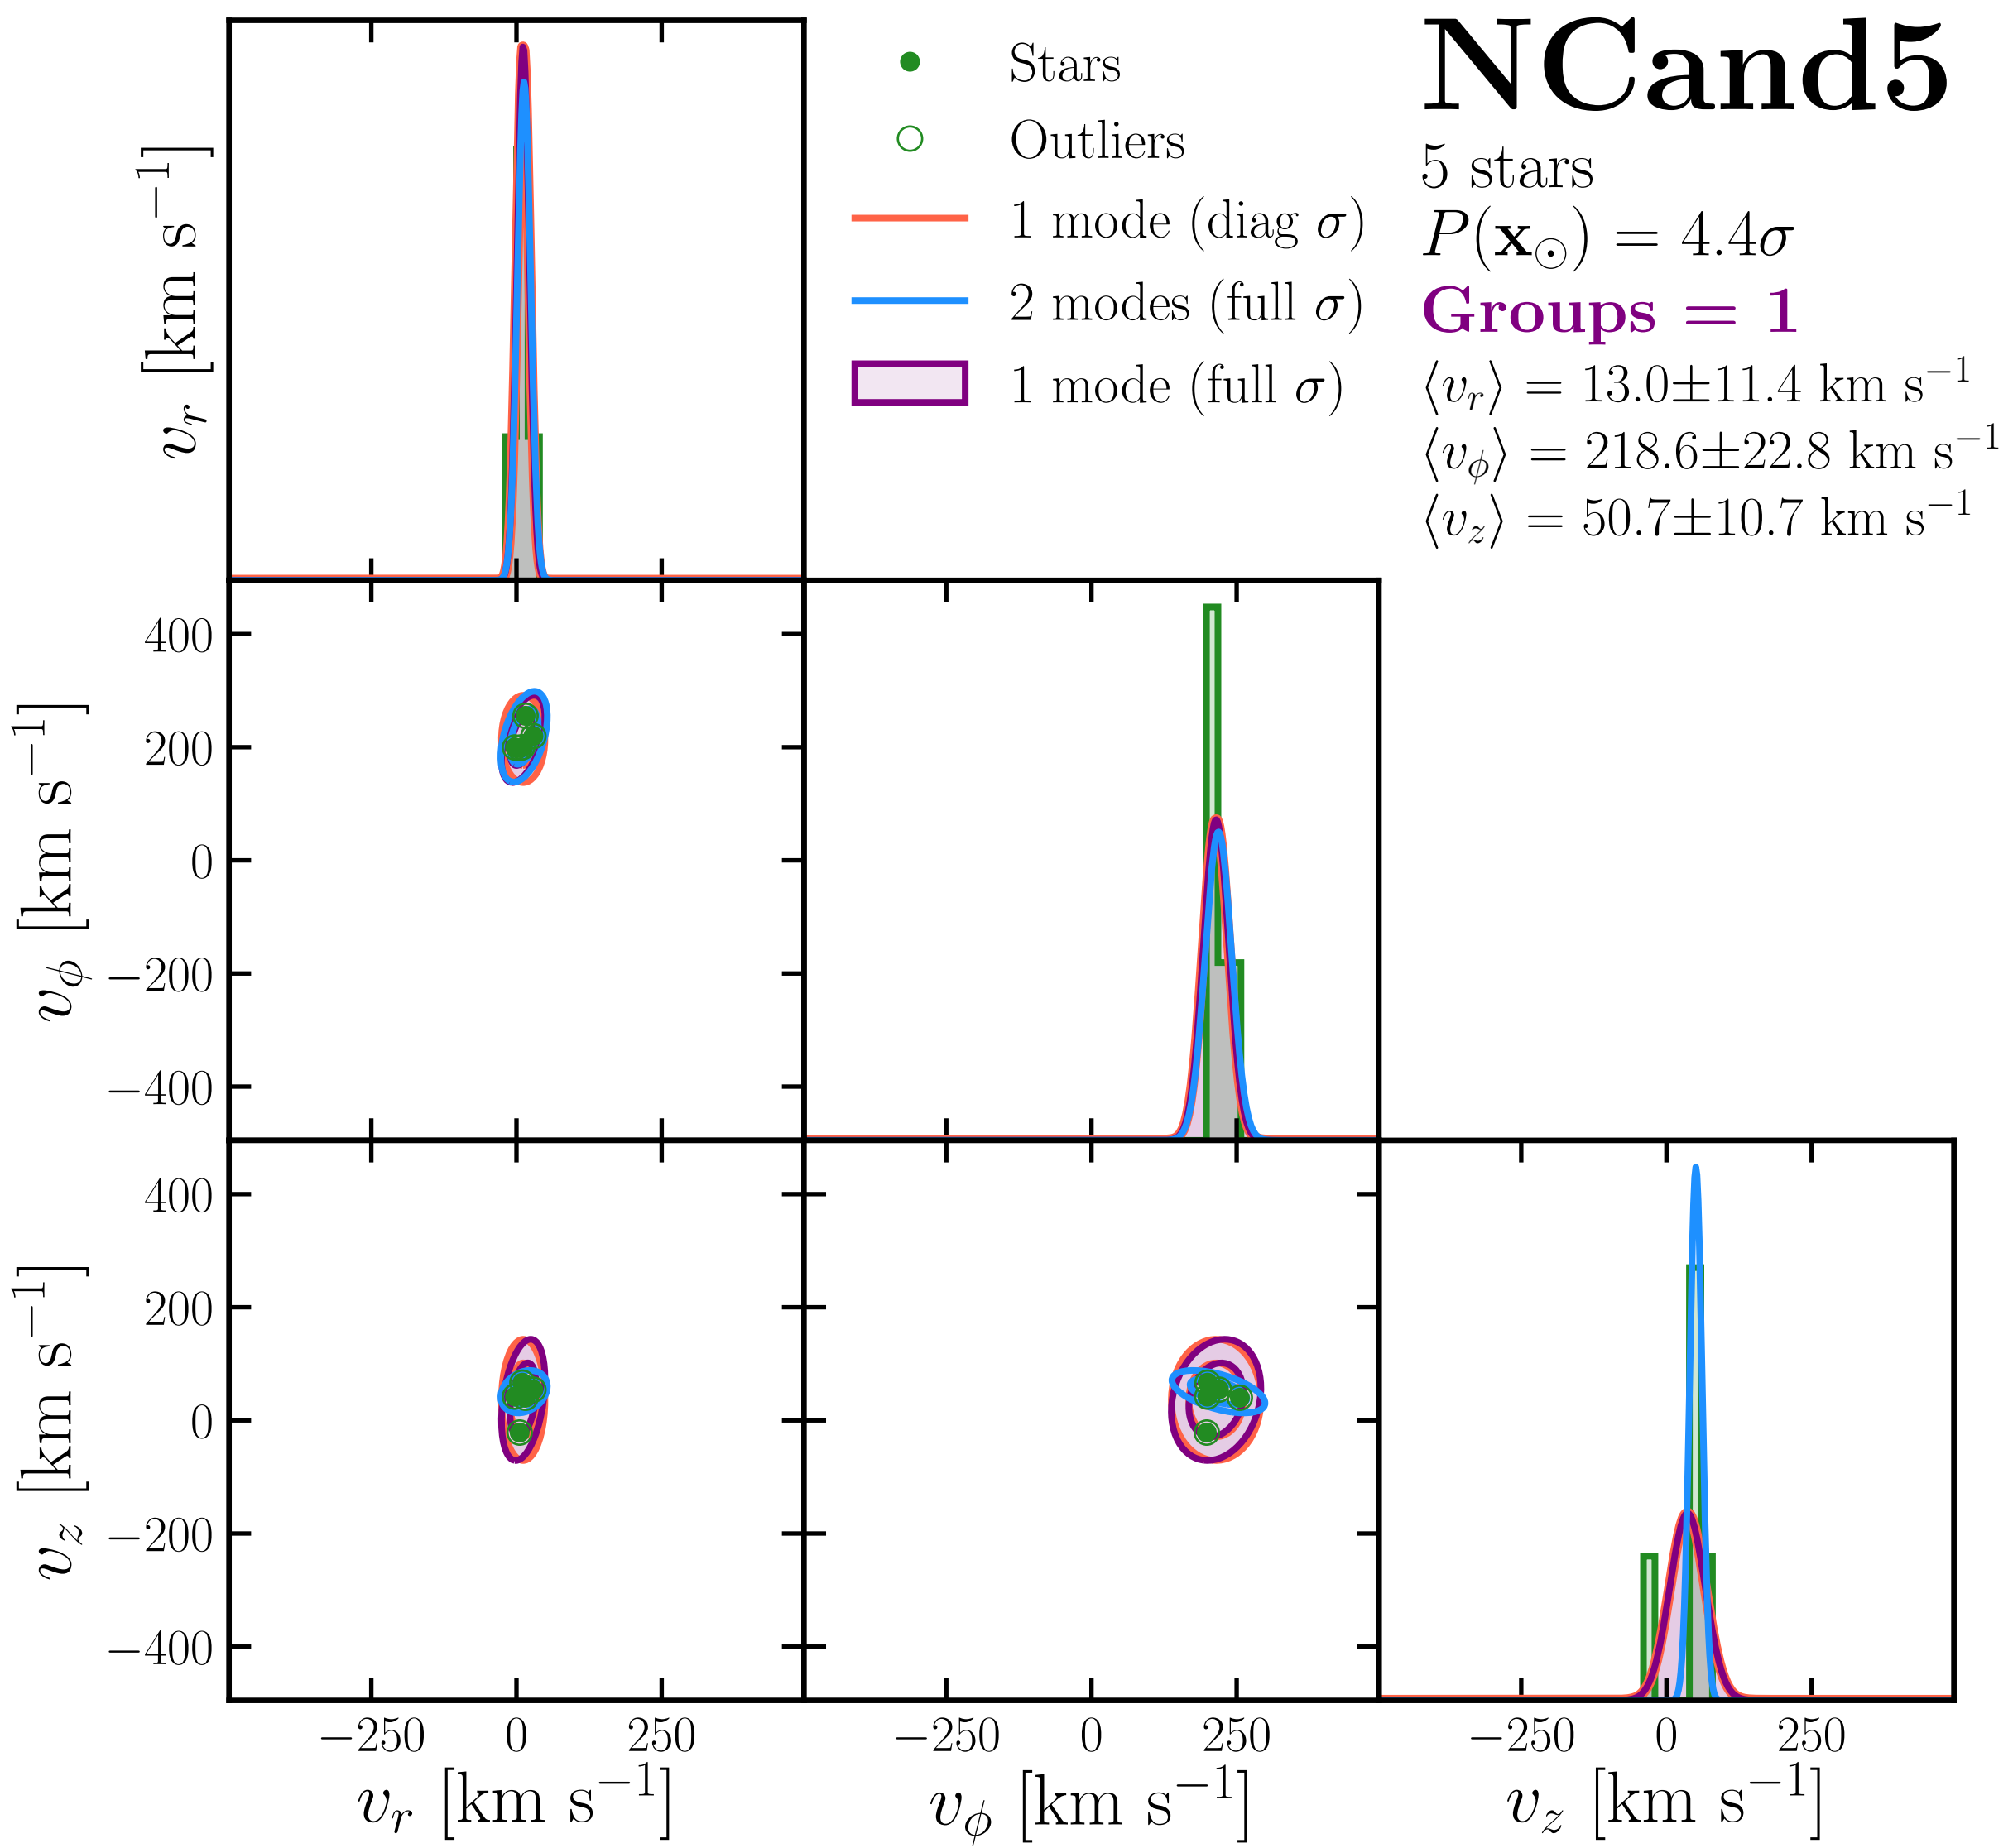 NCand5
5 stars
P(x⊙) = 4.4σ
Groups = 1
⟨v_r⟩ = 13.0±11.4 km s⁻¹
⟨v_ϕ⟩ = 218.6±22.8 km s⁻¹
⟨v_z⟩ = 50.7±10.7 km s⁻¹
Stars
Outliers
1 mode (diag σ)
2 modes (full σ)
1 mode (full σ)
v_r [km s⁻¹]
400
200
0
−200
−400
v_ϕ [km s⁻¹]
400
200
0
−200
−400
v_z [km s⁻¹]
−250 0 250
−250 0 250
−250 0 250
v_r [km s⁻¹]
v_ϕ [km s⁻¹]
v_z [km s⁻¹]